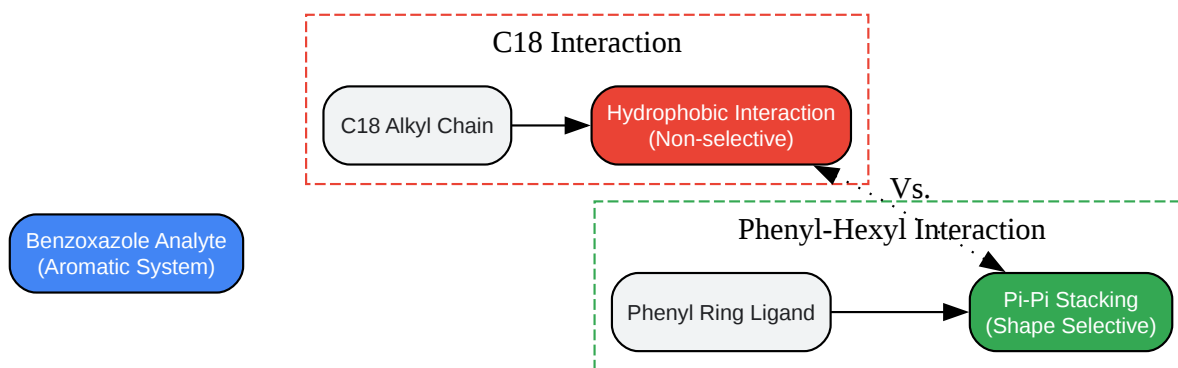 C18 Interaction
C18 Alkyl Chain
Hydrophobic Interaction
(Non-selective)
Vs.
Benzoxazole Analyte
(Aromatic System)
Phenyl-Hexyl Interaction
Phenyl Ring Ligand
Pi-Pi Stacking
(Shape Selective)